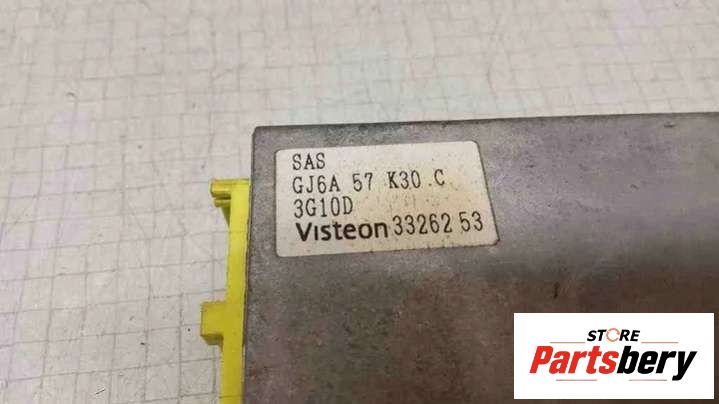 SAS
GJ6A 57 K30 C
3G10D
Visteon 33262 53
STORE
Partsbery